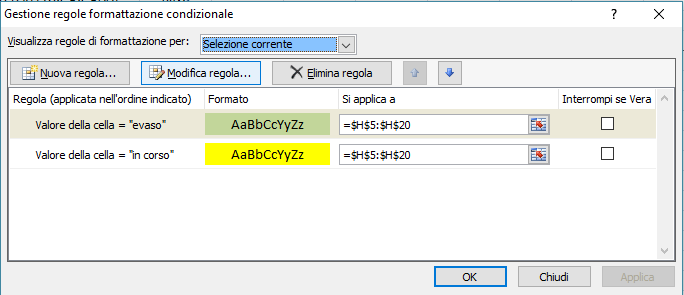 Gestione regole formattazione condizionale ? ×
Visualizza regole di formattazione per: Selezione corrente
Nuova regola... Modifica regola... Elimina regola
Regola (applicata nell'ordine indicato) Formato Si applica a Interrompi se Vera
Valore della cella = "evaso" AaBbCcYyZz =$H$5:$H$20
Valore della cella = "in corso" AaBbCcYyZz =$H$5:$H$20
OK Chiudi Applica